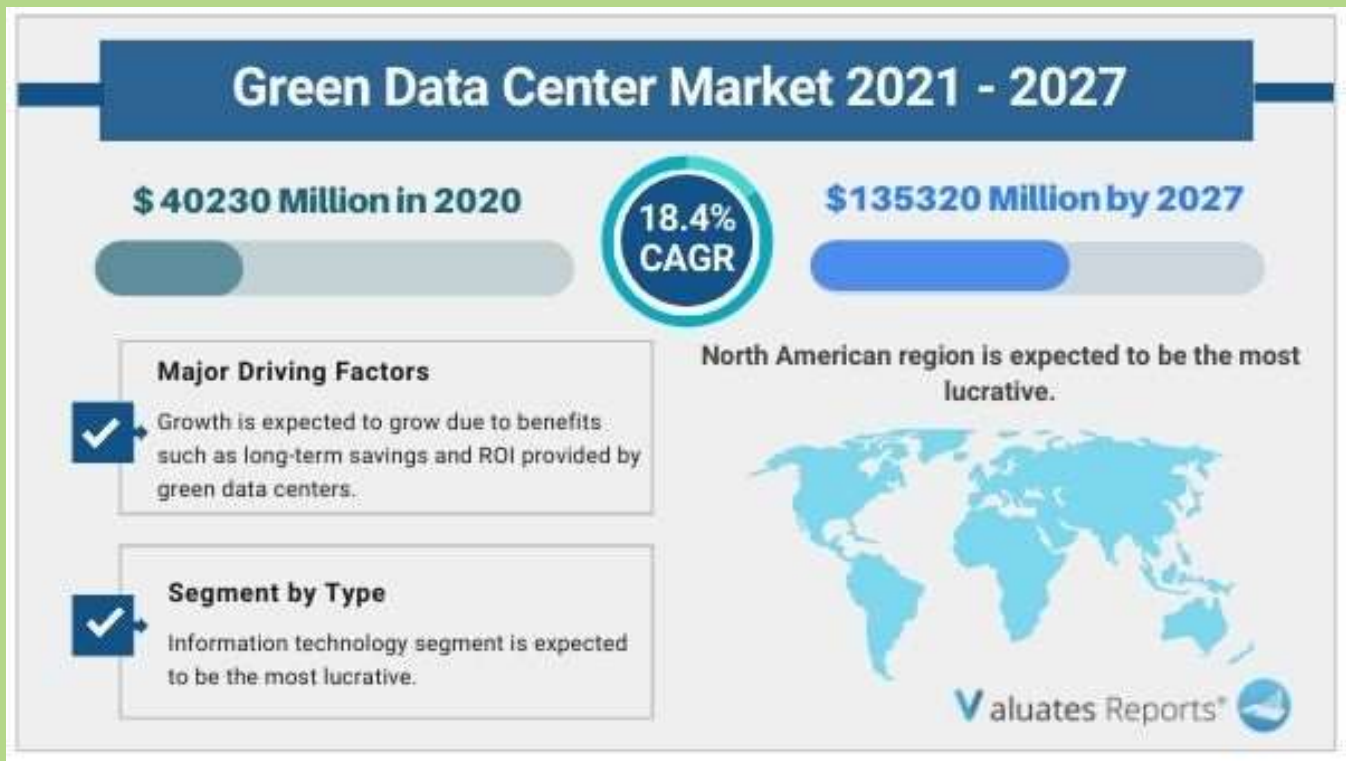 Green Data Center Market 2021 - 2027
$ 40230 Million in 2020
18.4%
CAGR
$135320 Million by 2027
Major Driving Factors
Growth is expected to grow due to benefits
such as long-term savings and ROI provided by
green data centers.
North American region is expected to be the most
lucrative.
Segment by Type
Information technology segment is expected
to be the most lucrative.
Valuates Reports®